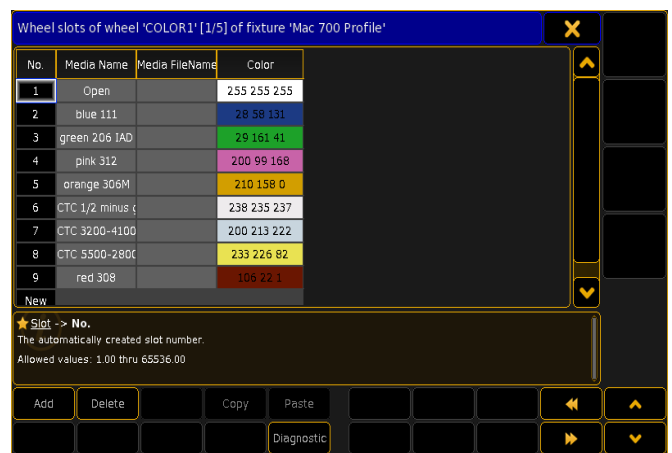 Wheel slots of wheel 'COLOR1' [1/5] of fixture 'Mac 700 Profile'
No. Media Name Media FileName Color
1 Open 255 255 255
2 blue 111 28 58 131
3 green 206 IAD 29 161 41
4 pink 312 200 99 168
5 orange 306M 210 158 0
6 CTC 1/2 minus 238 235 237
7 CTC 3200-4100 200 213 222
8 CTC 5500-2800 233 226 82
9 red 308 106 22 1
New
Slot -> No.
The automatically created slot number.
Allowed values: 1.00 thru 65536.00
Add Delete Copy Paste
Diagnostic